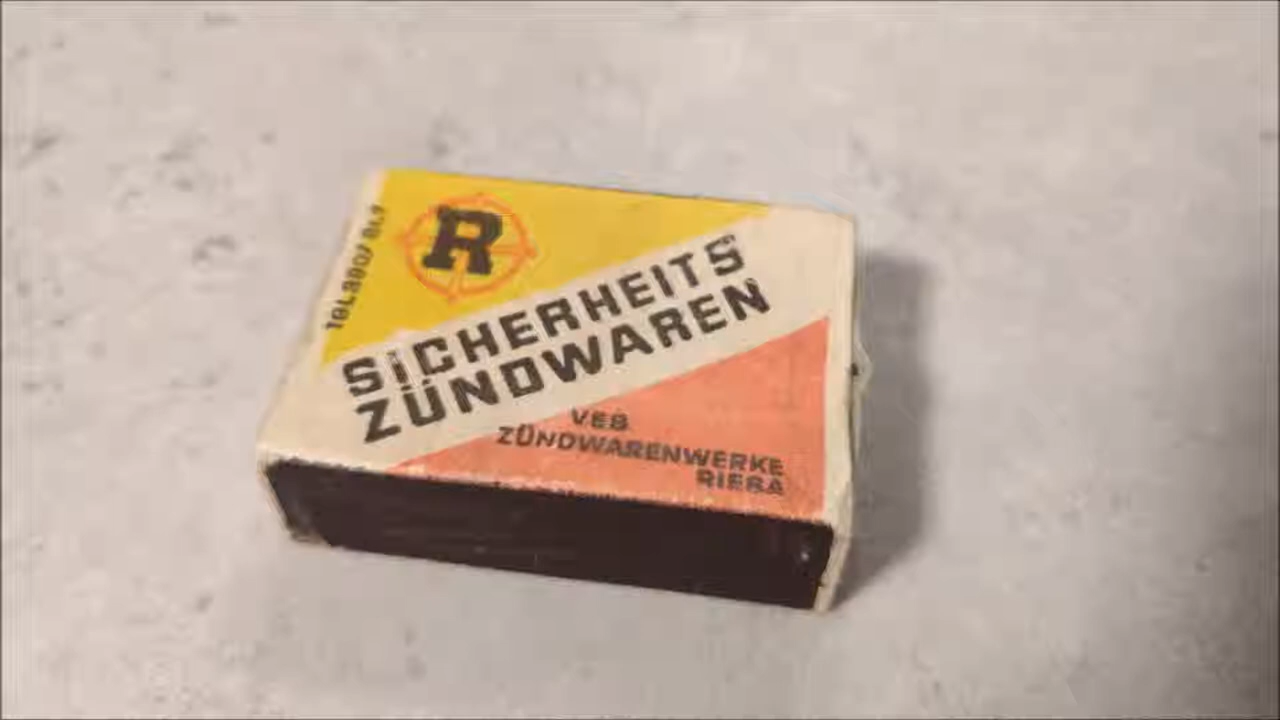 R
SICHERHEITS
ZÜNDWAREN
VEB
ZÜNDWARENWERKE
RIESA